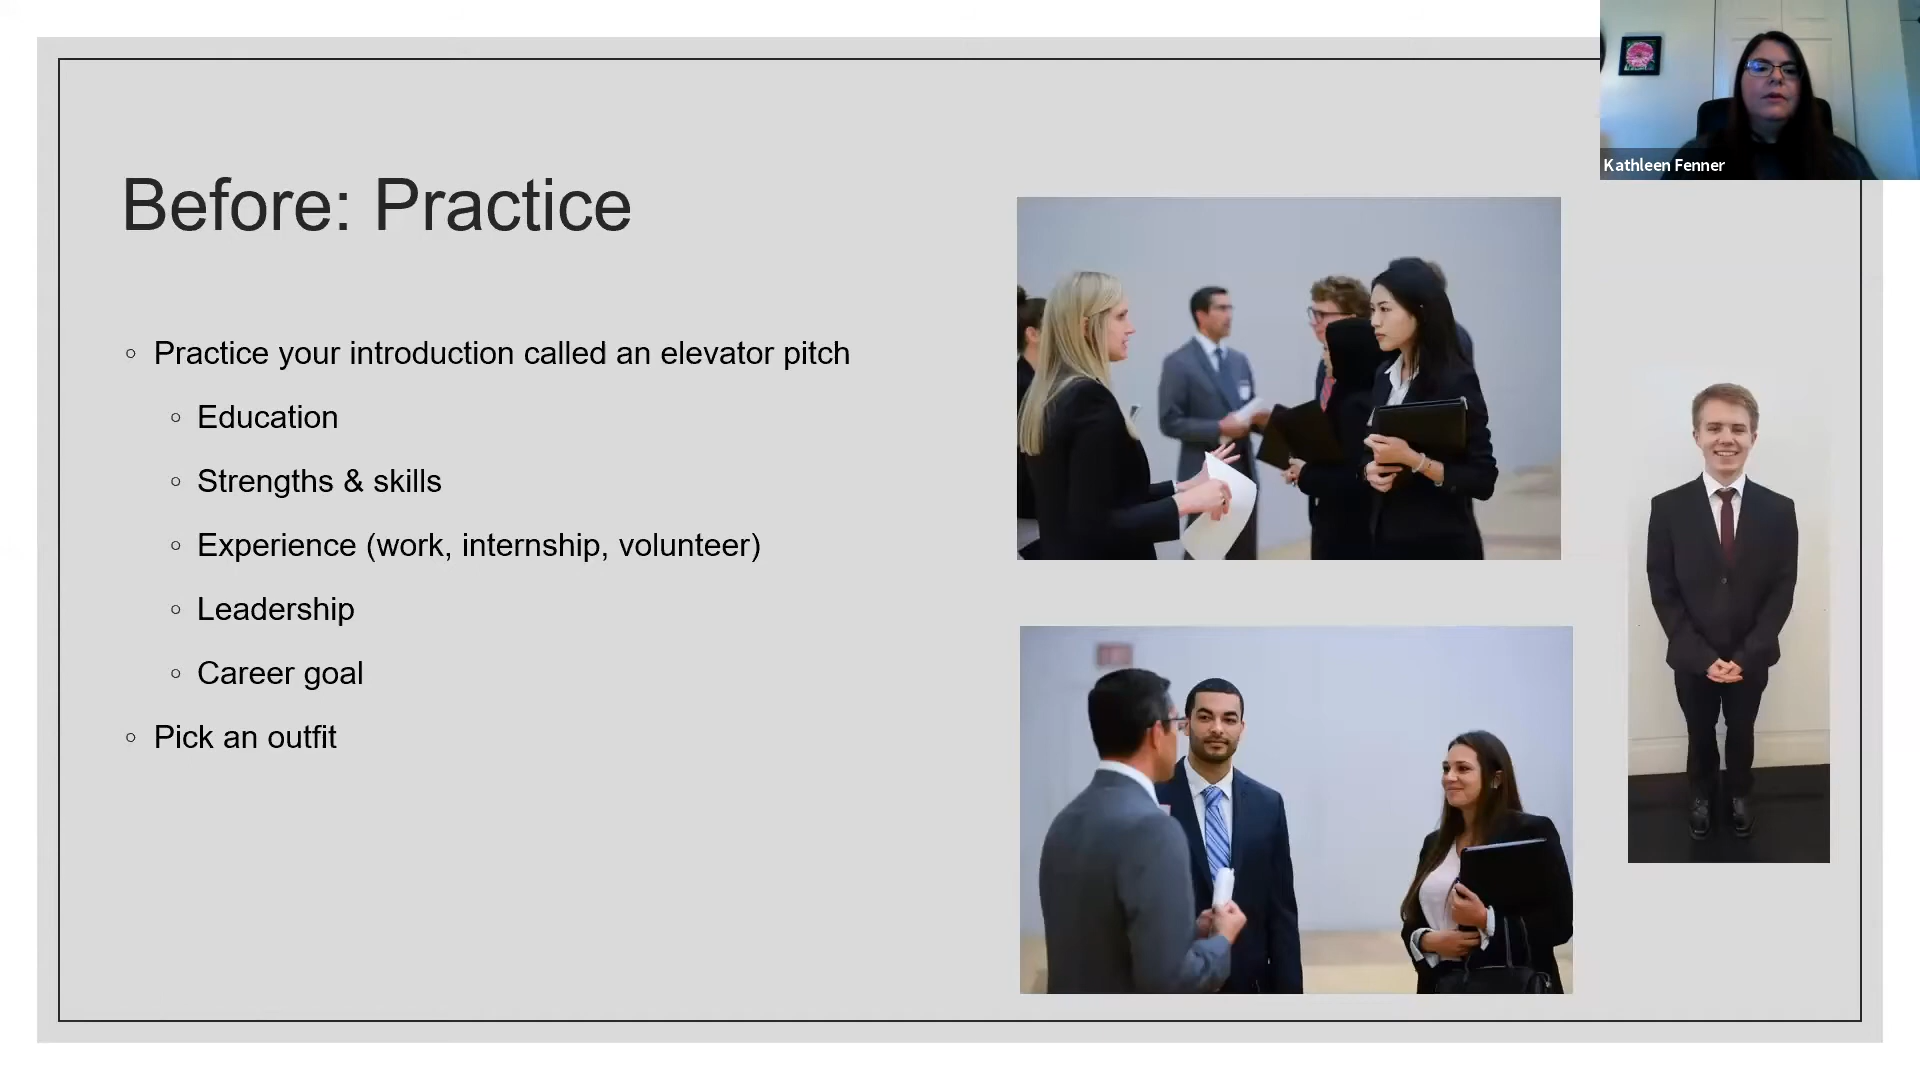 Kathleen Fenner
Before: Practice
Practice your introduction called an elevator pitch
Education
Strengths & skills
Experience (work, internship, volunteer)
Leadership
Career goal
Pick an outfit